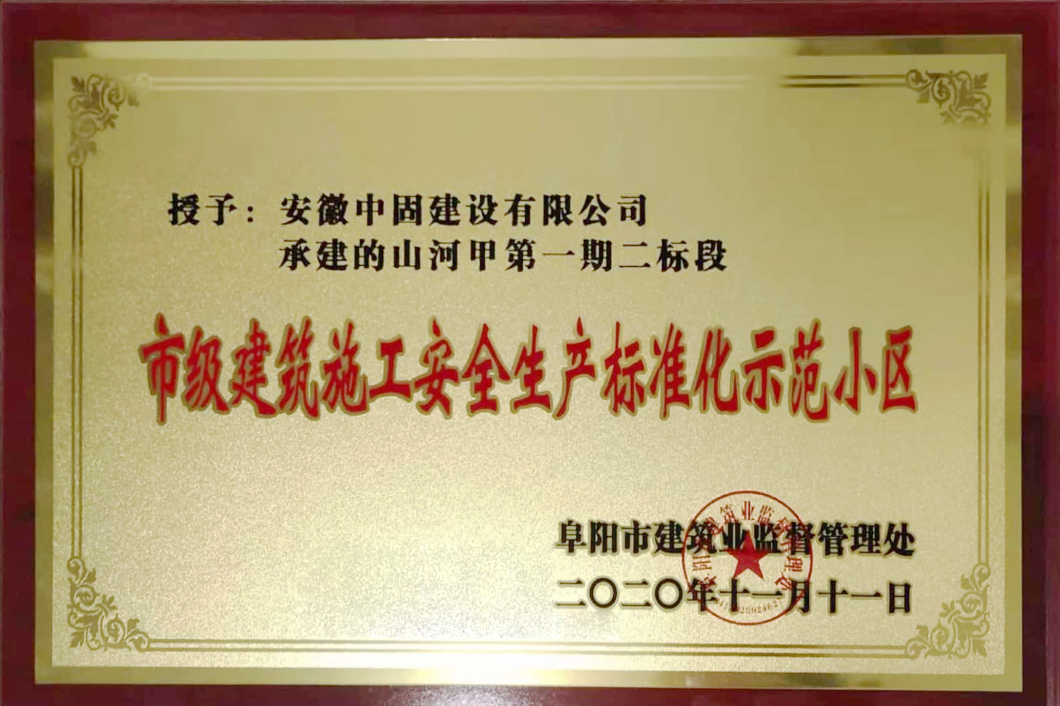 授予：安徽中固建设有限公司
承建的山河甲第一期二标段
市级建筑施工安全生产标准化示范小区
阜阳市建筑业监督管理处
二〇二〇年十一月十一日